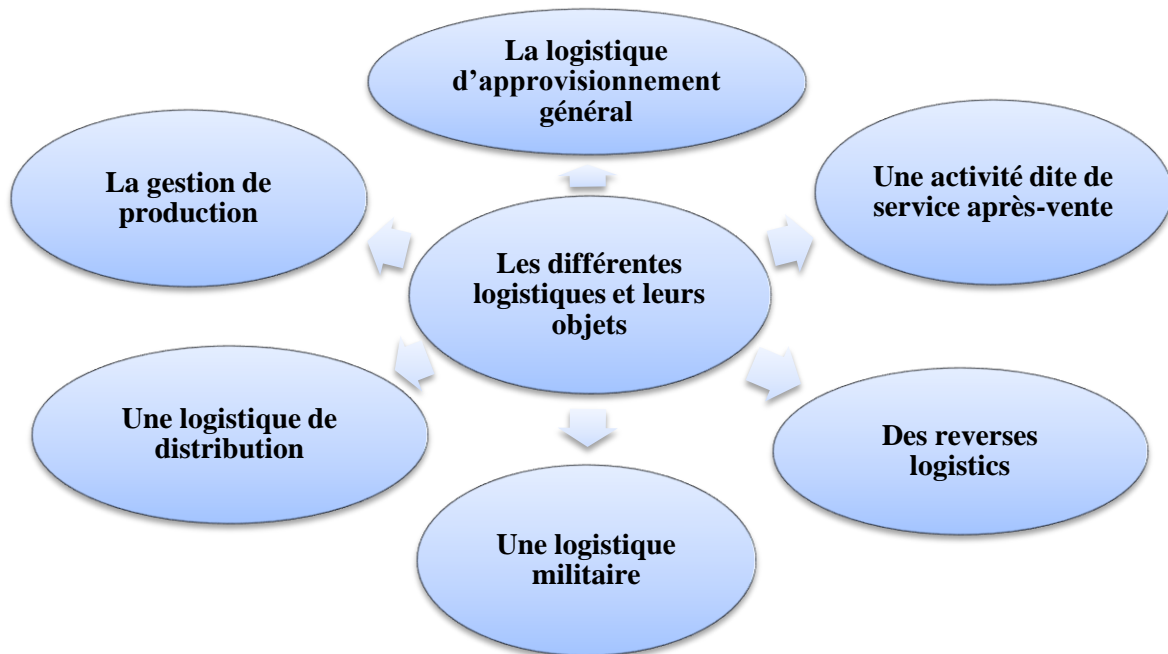 La logistique
d’approvisionnement
général
La gestion de
production
Une activité dite de
service après-vente
Les différentes
logistiques et leurs
objets
Une logistique de
distribution
Des reverses
logistics
Une logistique
militaire